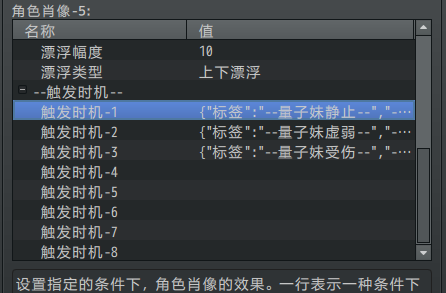 角色肖像-5:
名称 值
漂浮幅度 10
漂浮类型 上下漂浮
--触发时机--
触发时机-1 {"标签":"--量子妹静止--","-…
触发时机-2 {"标签":"--量子妹虚弱--","-…
触发时机-3 {"标签":"--量子妹受伤--","-…
触发时机-4
触发时机-5
触发时机-6
触发时机-7
触发时机-8
设置指定的条件下，角色肖像的效果。一行表示一种条件下